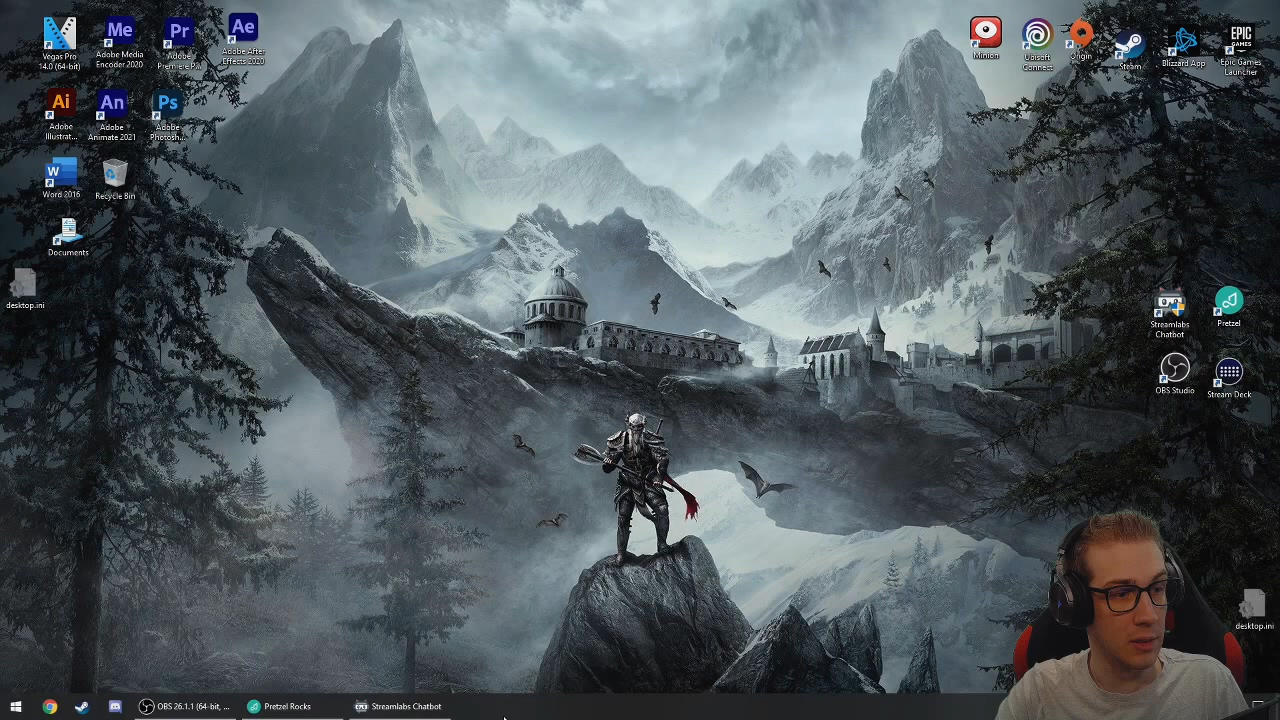 Me
Pr
Ae
Vegas Pro
14.0 (64-bit)
Adobe Media
Encoder 2020
Adobe
Premiere P...
Adobe After
Effects 2020
Minion
Ubisoft
Connect
Origin
Steam
Blizzard App
EPIC
GAMES
Epic Games
Launcher
Ai
An
Ps
Adobe
Illustrat...
Adobe
Animate 2021
Adobe
Photosh...
W
Word 2016
Recycle Bin
Documents
desktop.ini
Streamlabs
Chatbot
Pretzel
OBS Studio
Stream Deck
desktop.ini
OBS 26.1.1 (64-bit, ...
Pretzel Rocks
Streamlabs Chatbot